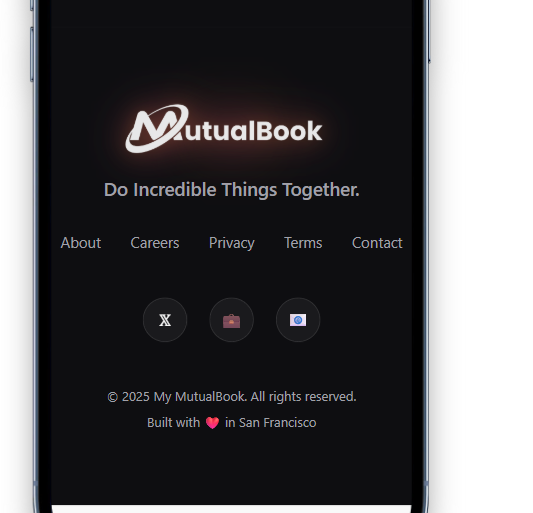 MutualBook
Do Incredible Things Together.
About Careers Privacy Terms Contact
𝕏
© 2025 My MutualBook. All rights reserved.
Built with ❤️ in San Francisco